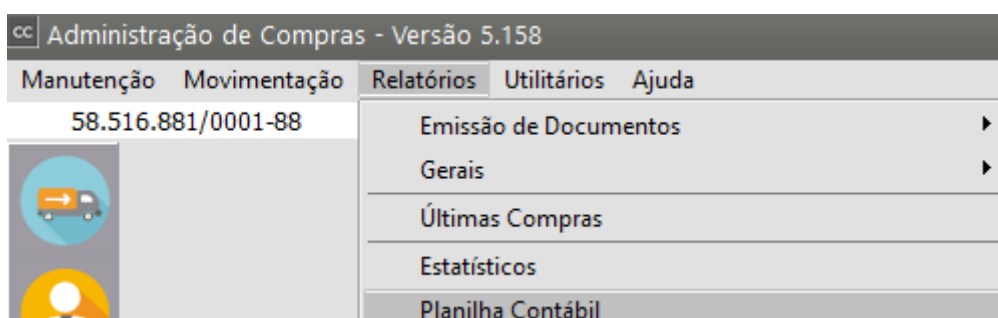 cc Administração de Compras - Versão 5.158
Manutenção Movimentação Relatórios Utilitários Ajuda
58.516.881/0001-88
Emissão de Documentos
Gerais
Últimas Compras
Estatísticos
Planilha Contábil